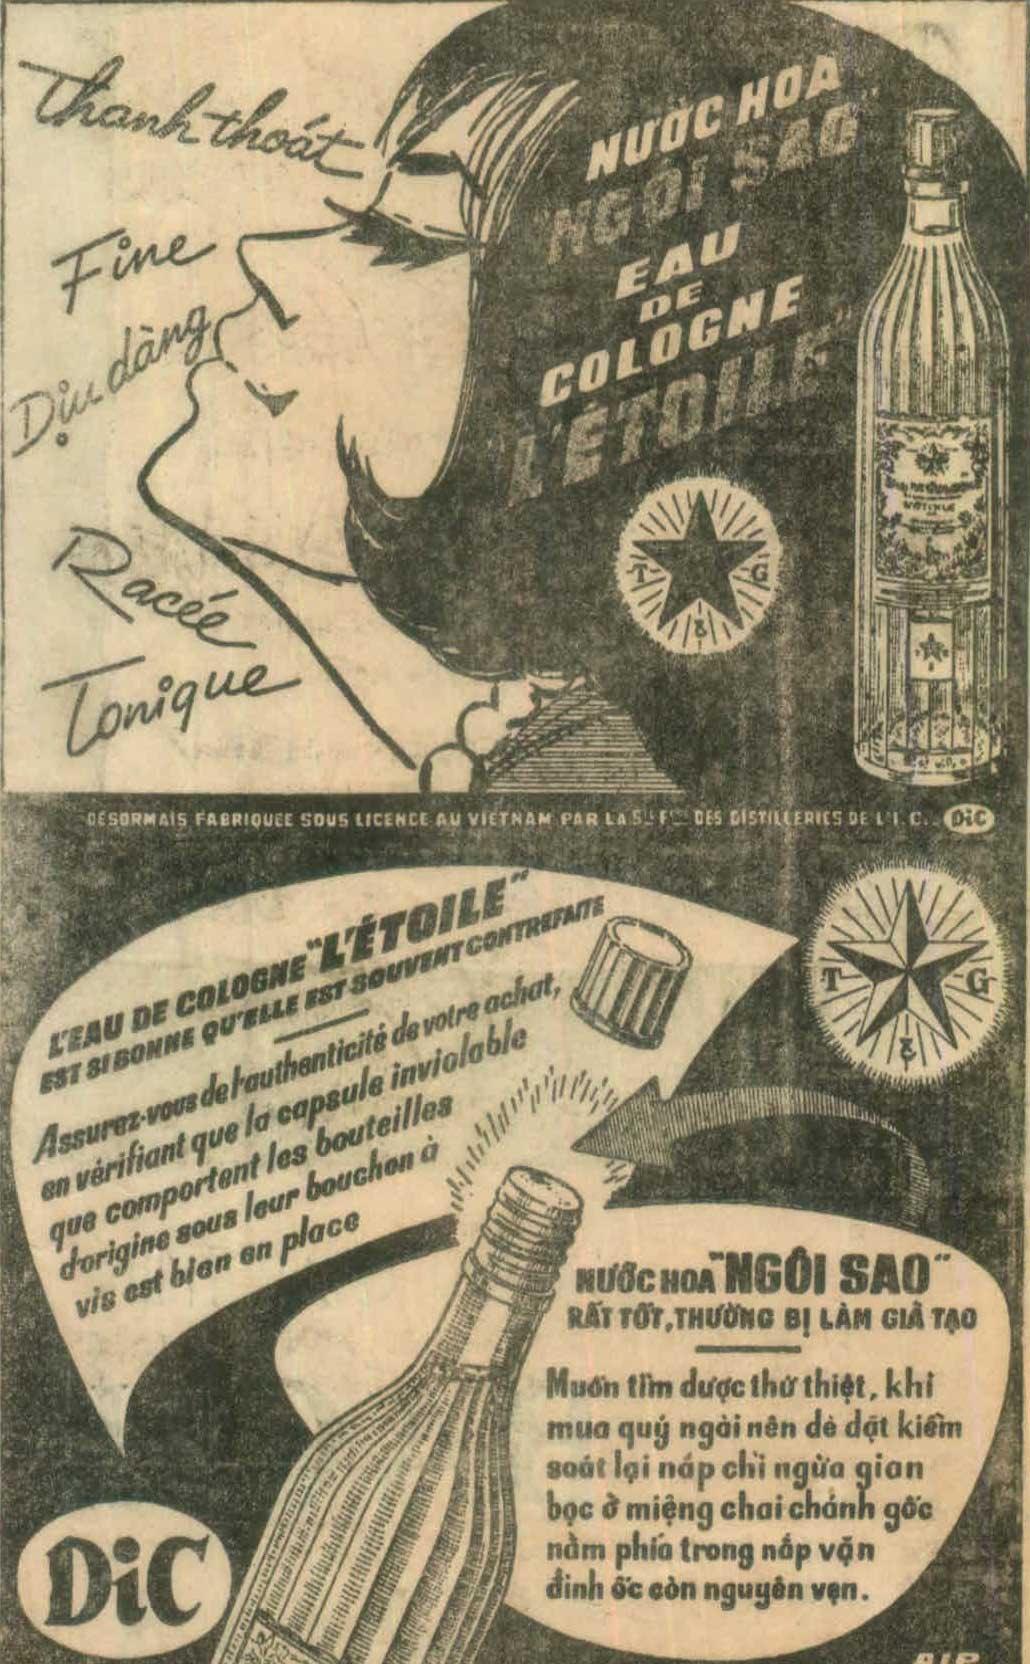 Thanh thoát
Fine
Dịu dàng
Racée
Tonique
NƯỚC HOA
"NGÔI SAO"
EAU
DE
COLOGNE
"L'ÉTOILE"
T G
&
DÉSORMAIS FABRIQUÉE SOUS LICENCE AU VIETNAM PAR LA Sté Fse DES DISTILLERIES DE L'I. C. DiC
L'EAU DE COLOGNE "L'ÉTOILE"
EST SI BONNE QU'ELLE EST SOUVENT CONTREFAITE
Assurez-vous de l'authenticité de votre achat,
en vérifiant que la capsule inviolable
que comportent les bouteilles
d'origine sous leur bouchon à
vis est bien en place
T G
&
NƯỚC HOA "NGÔI SAO"
RẤT TỐT, THƯỜNG BỊ LÀM GIẢ TẠO
Muốn tìm được thứ thiệt, khi
mua quý ngài nên dè dặt kiểm
soát lại nắp chì ngừa gian
bọc ở miệng chai chánh gốc
nằm phía trong nắp vặn
đinh ốc còn nguyên vẹn.
DiC
AIP